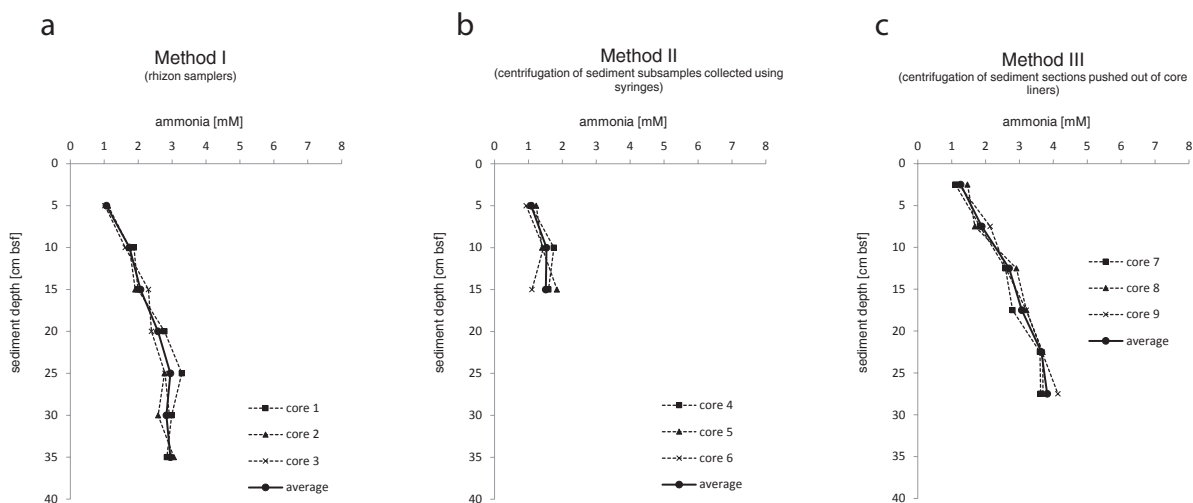 a
Method I
(rhizon samplers)
ammonia [mM]
0 1 2 3 4 5 6 7 8
0
5
10
15
20
25
30
35
40
sediment depth [cm bsf]
core 1
core 2
core 3
average
b
Method II
(centrifugation of sediment subsamples collected using
syringes)
ammonia [mM]
0 1 2 3 4 5 6 7 8
0
5
10
15
20
25
30
35
40
sediment depth [cm bsf]
core 4
core 5
core 6
average
c
Method III
(centrifugation of sediment sections pushed out of core
liners)
ammonia [mM]
0 1 2 3 4 5 6 7 8
0
5
10
15
20
25
30
35
40
sediment depth [cm bsf]
core 7
core 8
core 9
average